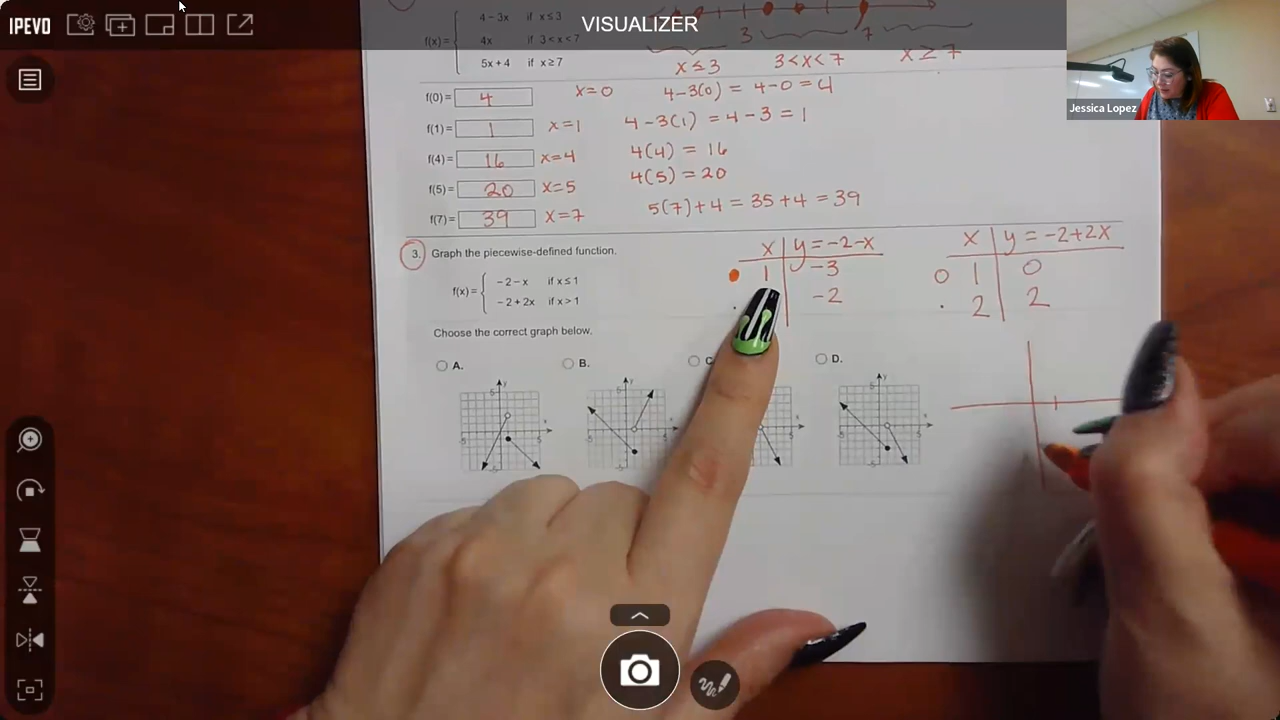 IPEVO
VISUALIZER
Jessica Lopez
f(x) =
4 − 3x if x ≤ 3
4x if 3 < x < 7
5x + 4 if x ≥ 7
3 7
x ≤ 3 3 < x < 7 x ≥ 7
f(0) = 4 x = 0 4 − 3(0) = 4 − 0 = 4
f(1) = 1 x = 1 4 − 3(1) = 4 − 3 = 1
f(4) = 16 x = 4 4(4) = 16
f(5) = 20 x = 5 4(5) = 20
f(7) = 39 x = 7 5(7) + 4 = 35 + 4 = 39
3. Graph the piecewise-defined function.
f(x) =
− 2 − x if x ≤ 1
− 2 + 2x if x > 1
x y = −2 − x
1 −3
−2
x y = −2 + 2x
1 0
2 2
Choose the correct graph below.
A. B. C D.